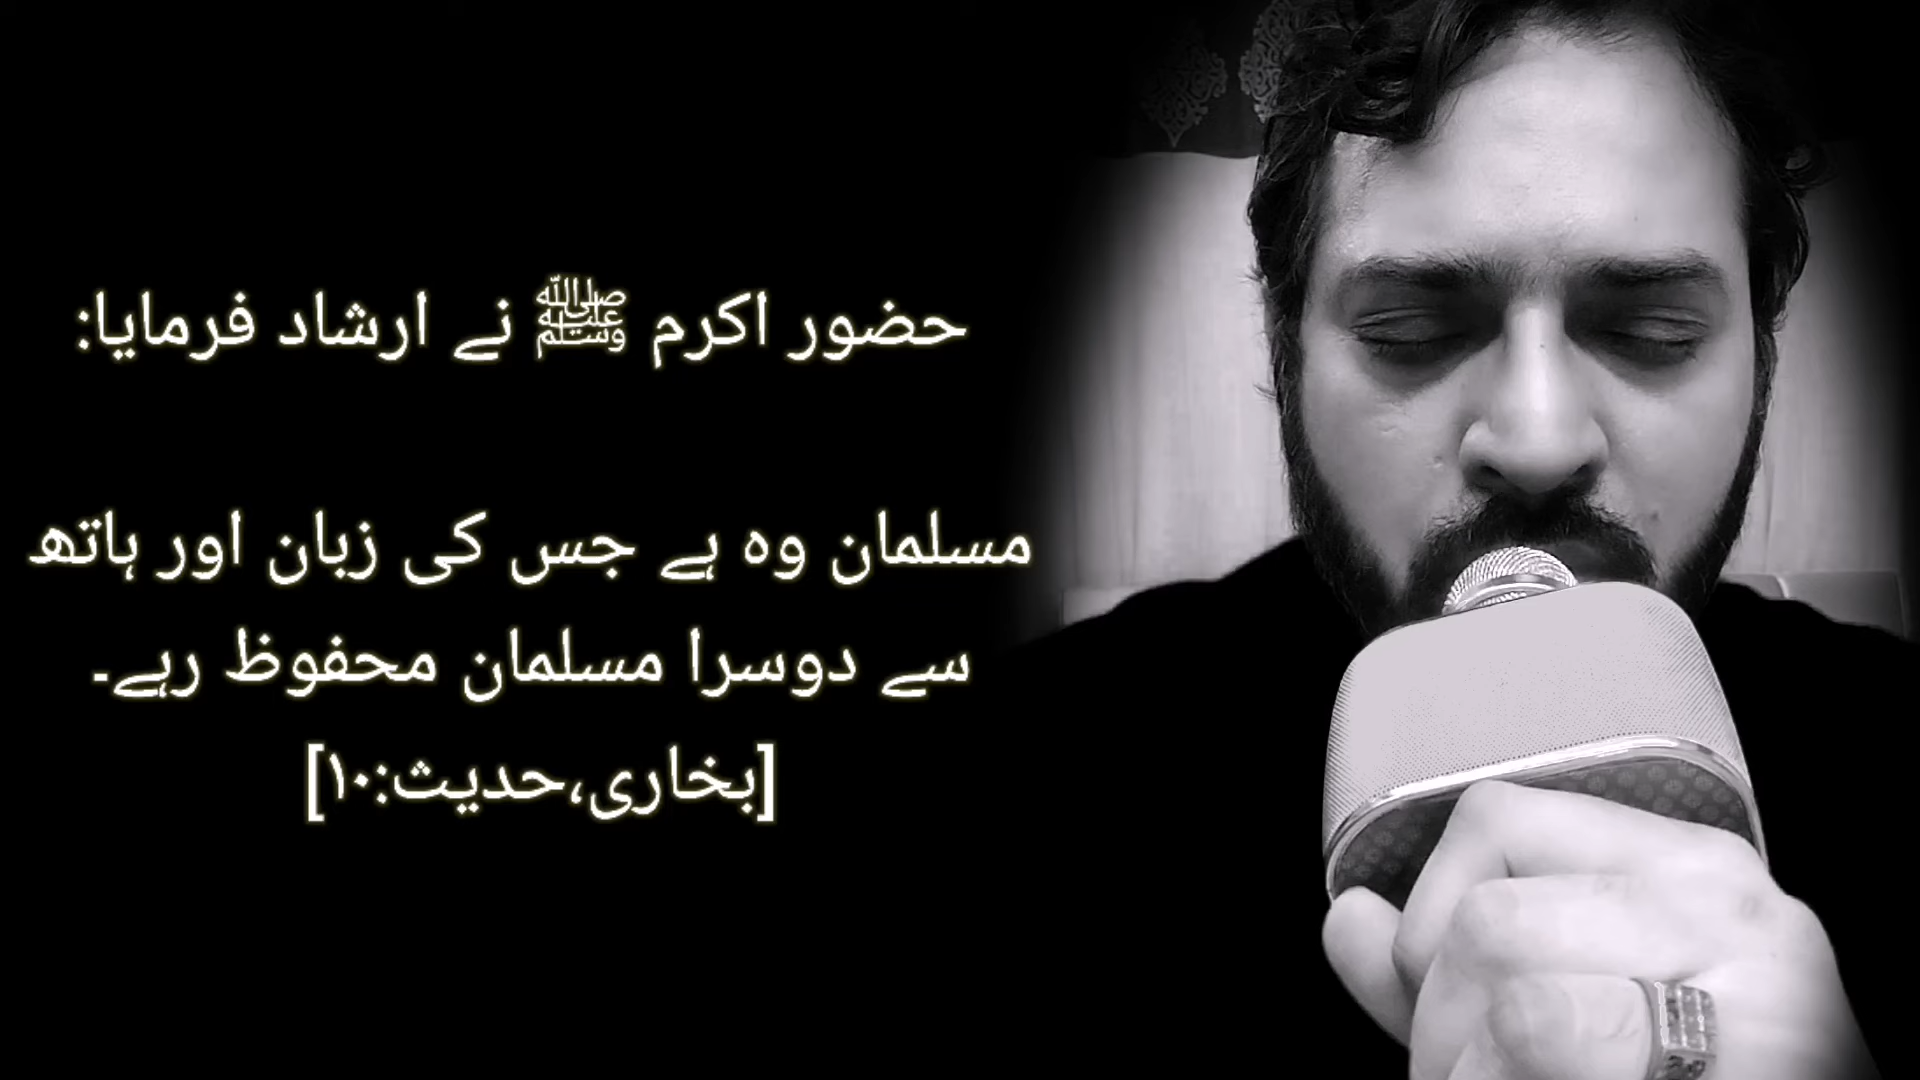 حضور اکرم ﷺ نے ارشاد فرمایا:
مسلمان وہ ہے جس کی زبان اور ہاتھ
سے دوسرا مسلمان محفوظ رہے۔
[بخاری،حدیث:۱۰]